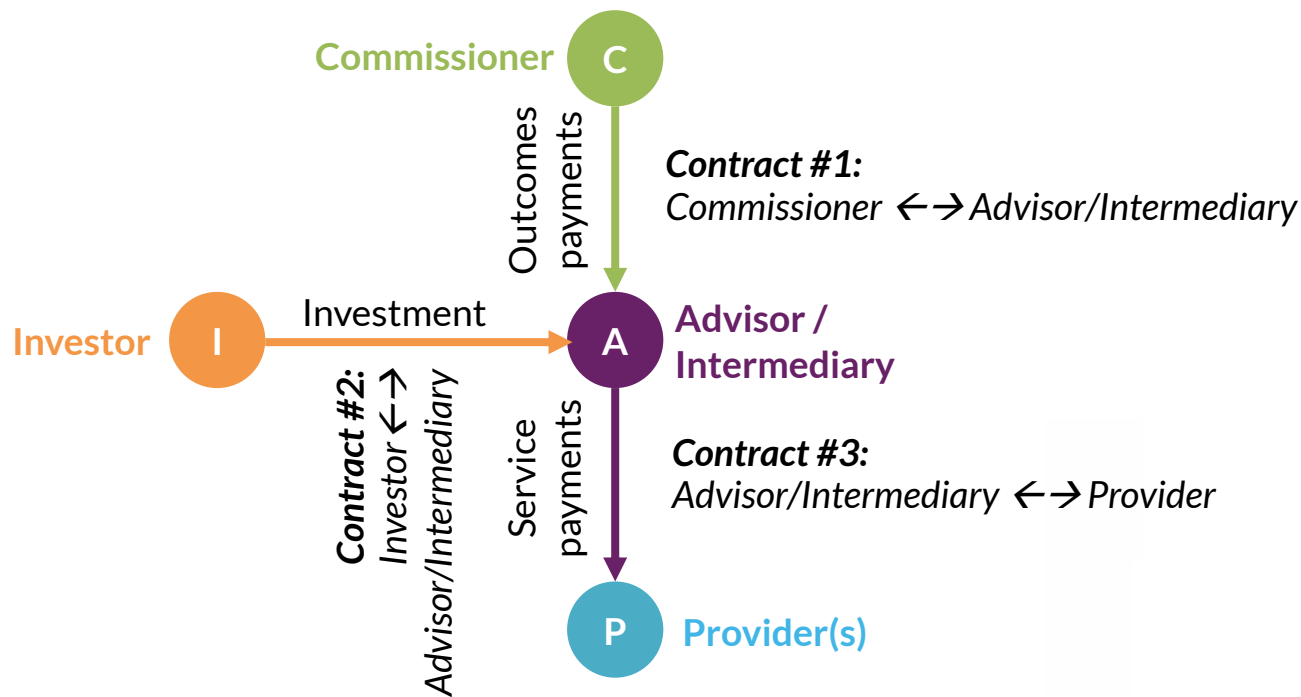 Commissioner
C
Outcomes
payments
Contract #1:
Commissioner ←→ Advisor/Intermediary
Investor
I
Investment
A
Advisor /
Intermediary
Contract #2:
Investor ←→
Advisor/Intermediary
Service
payments
Contract #3:
Advisor/Intermediary ←→ Provider
P
Provider(s)